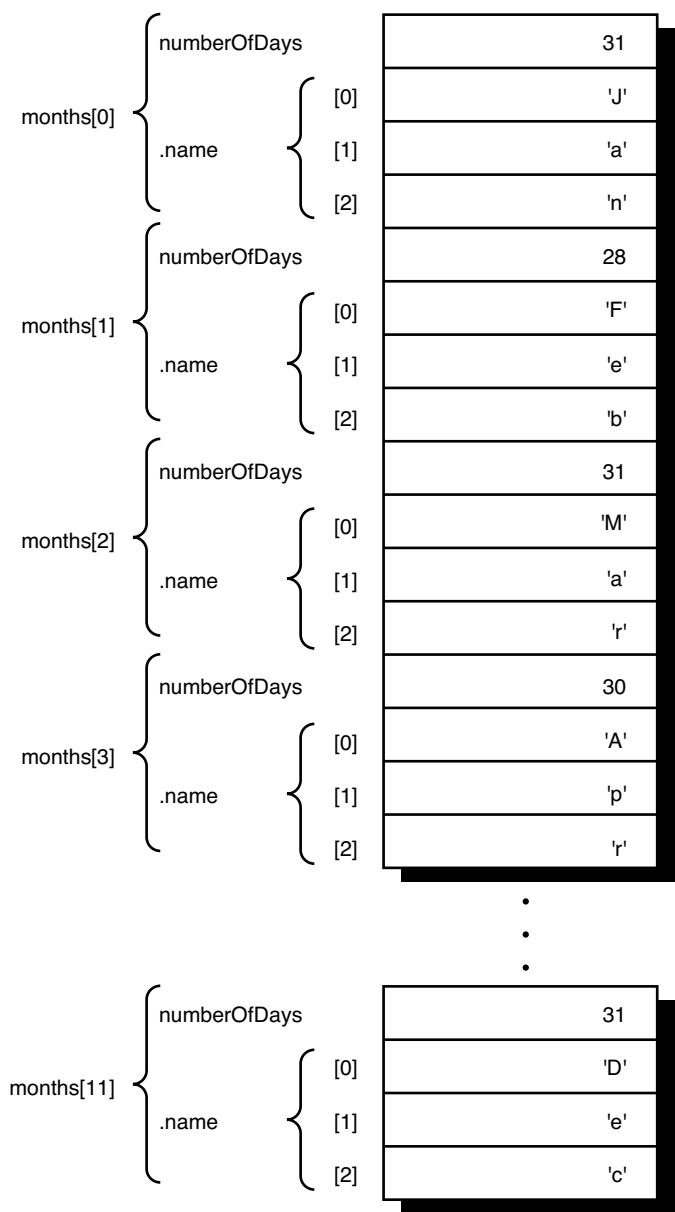 numberOfDays 31
[0] 'J'
months[0]
.name [1] 'a'
[2] 'n'
numberOfDays 28
[0] 'F'
months[1]
.name [1] 'e'
[2] 'b'
numberOfDays 31
[0] 'M'
months[2]
.name [1] 'a'
[2] 'r'
numberOfDays 30
[0] 'A'
months[3]
.name [1] 'p'
[2] 'r'
numberOfDays 31
[0] 'D'
months[11]
.name [1] 'e'
[2] 'c'